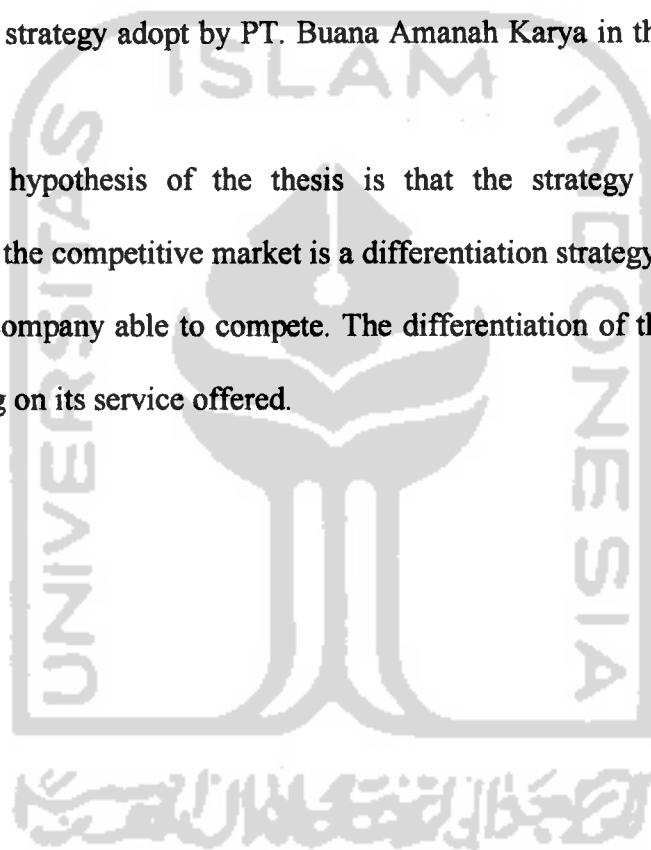 strategy adopt by PT. Buana Amanah Karya in th
ISLAM
hypothesis of the thesis is that the strategy
the competitive market is a differentiation strategy
ompany able to compete. The differentiation of th
g on its service offered.
UNIVERSITAS
INDONESIA